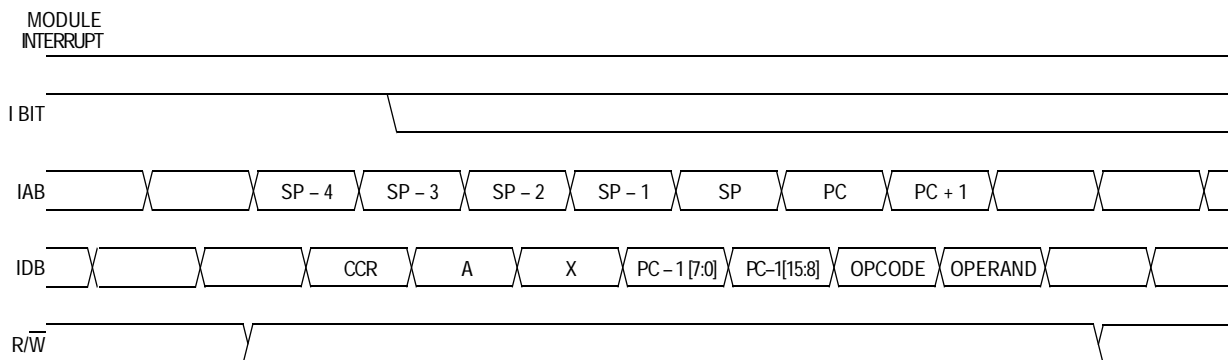 MODULE
INTERRUPT
I BIT
IAB SP – 4 SP – 3 SP – 2 SP – 1 SP PC PC + 1
IDB CCR A X PC – 1 [7:0] PC–1[15:8] OPCODE OPERAND
R/W̅